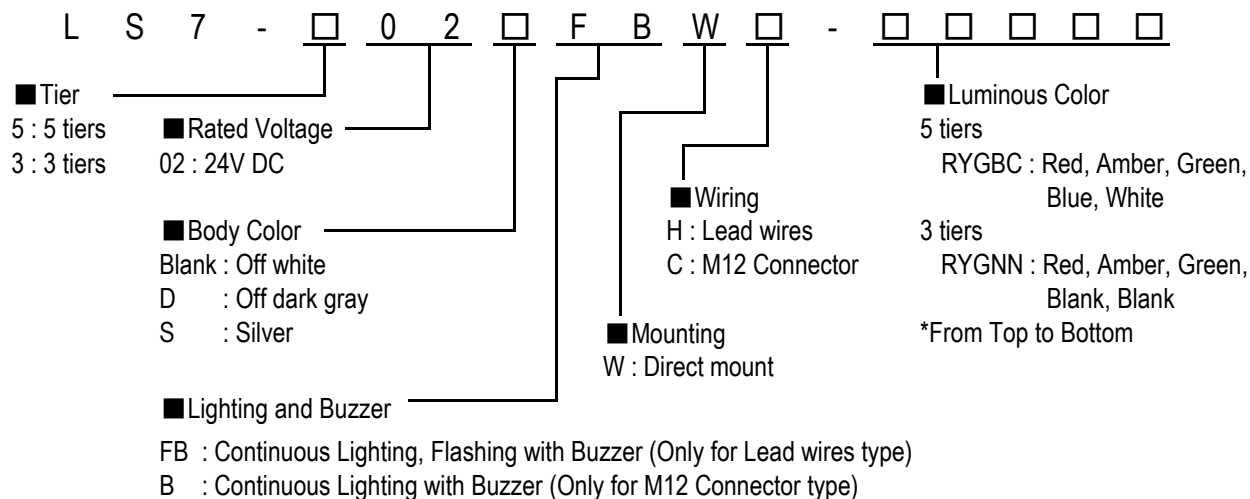 L S 7 - □ 0 2 □ F B W □ - □ □ □ □ □
■Tier
5 : 5 tiers
3 : 3 tiers
■Rated Voltage
02 : 24V DC
■Body Color
Blank : Off white
D : Off dark gray
S : Silver
■Lighting and Buzzer
FB : Continuous Lighting, Flashing with Buzzer (Only for Lead wires type)
B : Continuous Lighting with Buzzer (Only for M12 Connector type)
■Mounting
W : Direct mount
■Wiring
H : Lead wires
C : M12 Connector
■Luminous Color
5 tiers
RYGBC : Red, Amber, Green,
Blue, White
3 tiers
RYGNN : Red, Amber, Green,
Blank, Blank
*From Top to Bottom